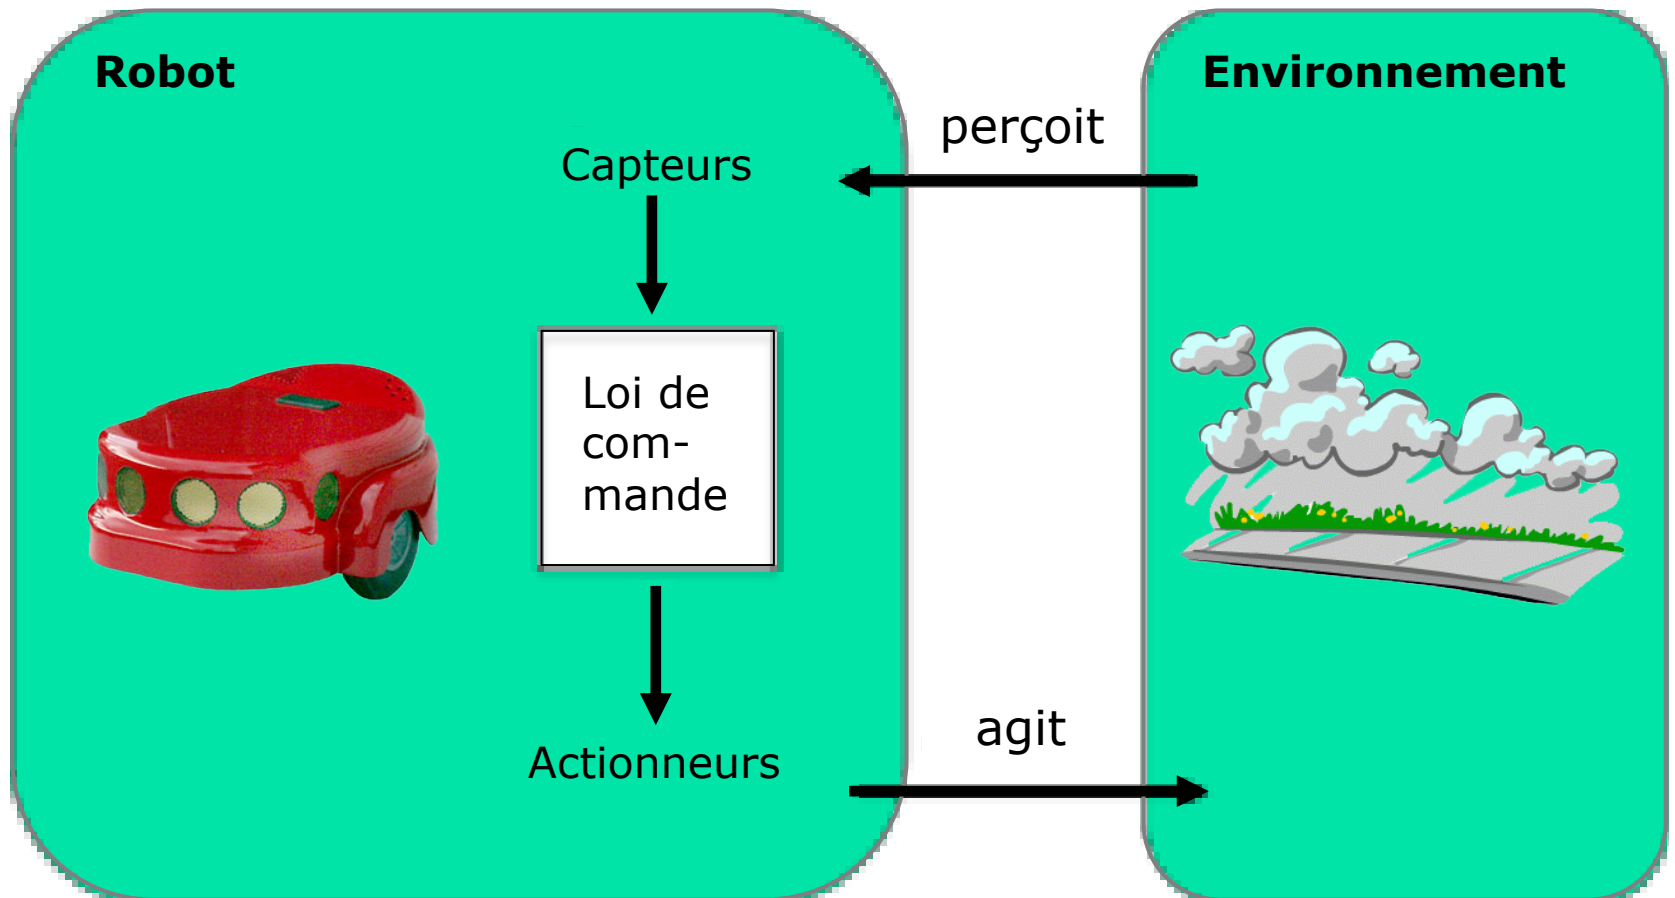 Robot
Environnement
perçoit
Capteurs
Loi de
com-
mande
agit
Actionneurs